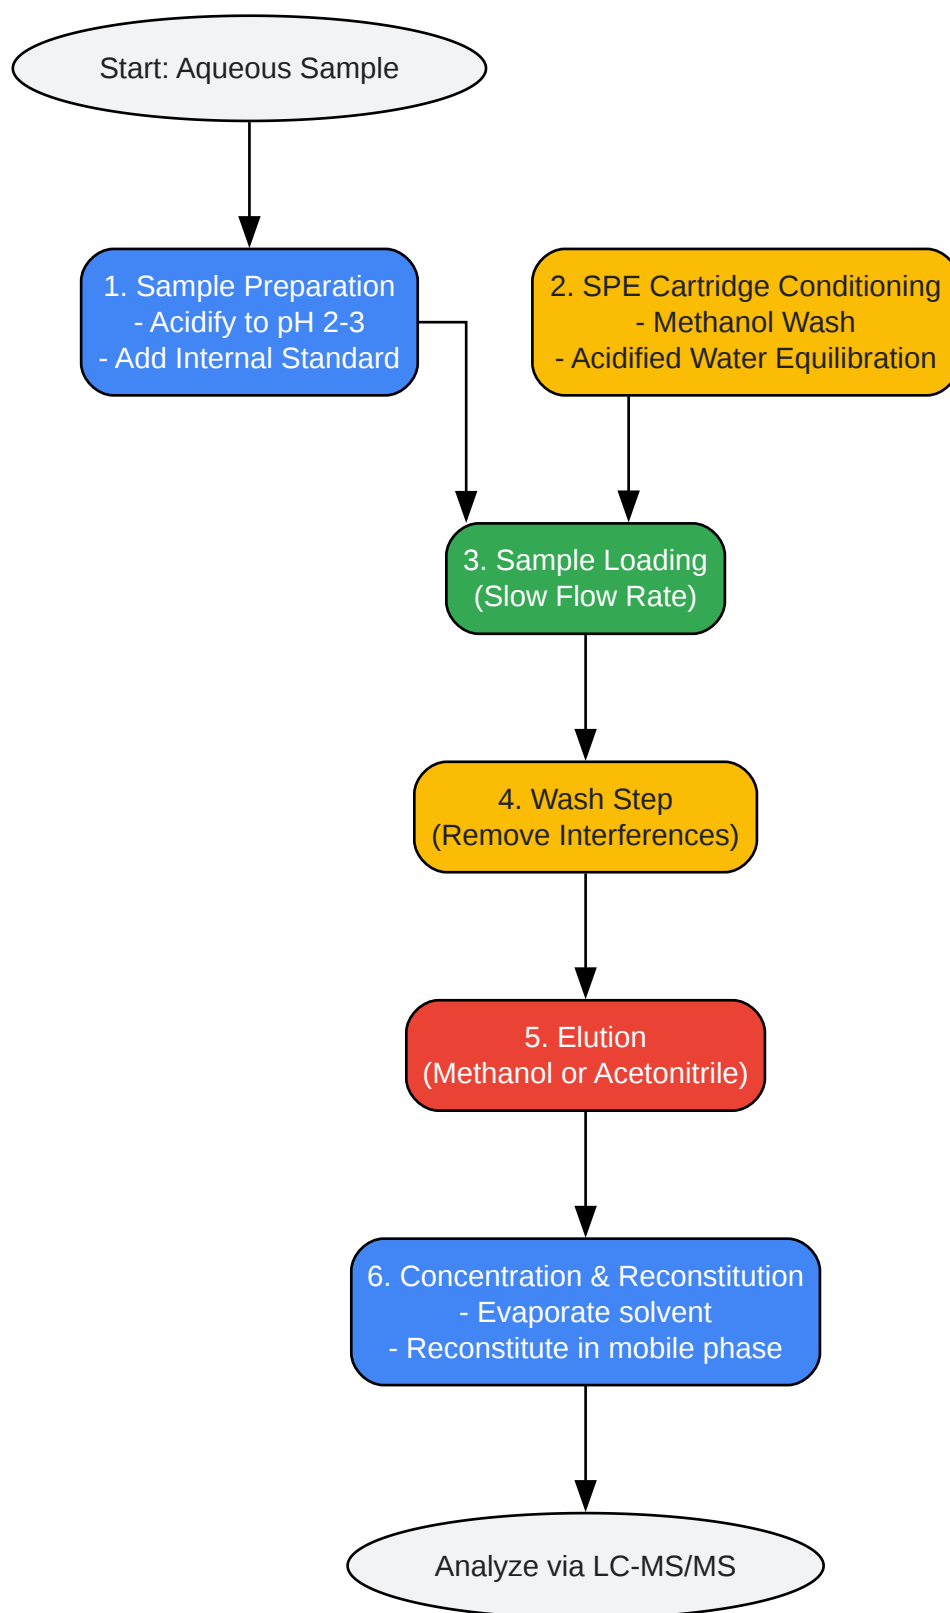 Start: Aqueous Sample
1. Sample Preparation
- Acidify to pH 2-3
- Add Internal Standard
2. SPE Cartridge Conditioning
- Methanol Wash
- Acidified Water Equilibration
3. Sample Loading
(Slow Flow Rate)
4. Wash Step
(Remove Interferences)
5. Elution
(Methanol or Acetonitrile)
6. Concentration & Reconstitution
- Evaporate solvent
- Reconstitute in mobile phase
Analyze via LC-MS/MS